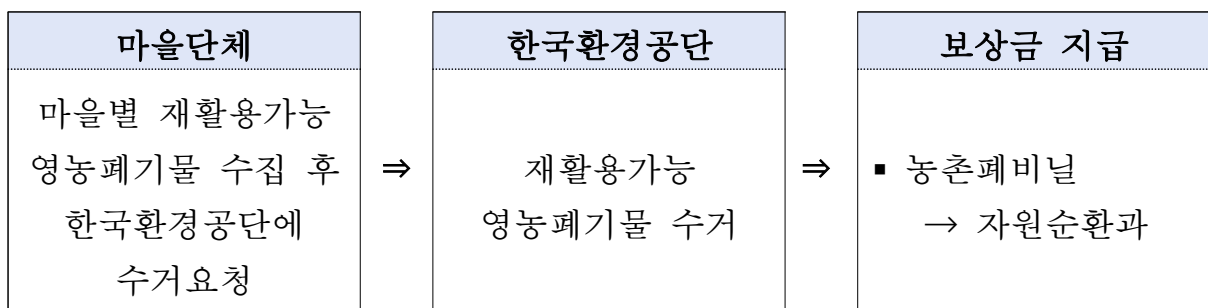 마을단체
마을별 재활용가능
영농폐기물 수집 후
한국환경공단에
수거요청
⇒
한국환경공단
재활용가능
영농폐기물 수거
⇒
보상금 지급
▪ 농촌폐비닐
→ 자원순환과